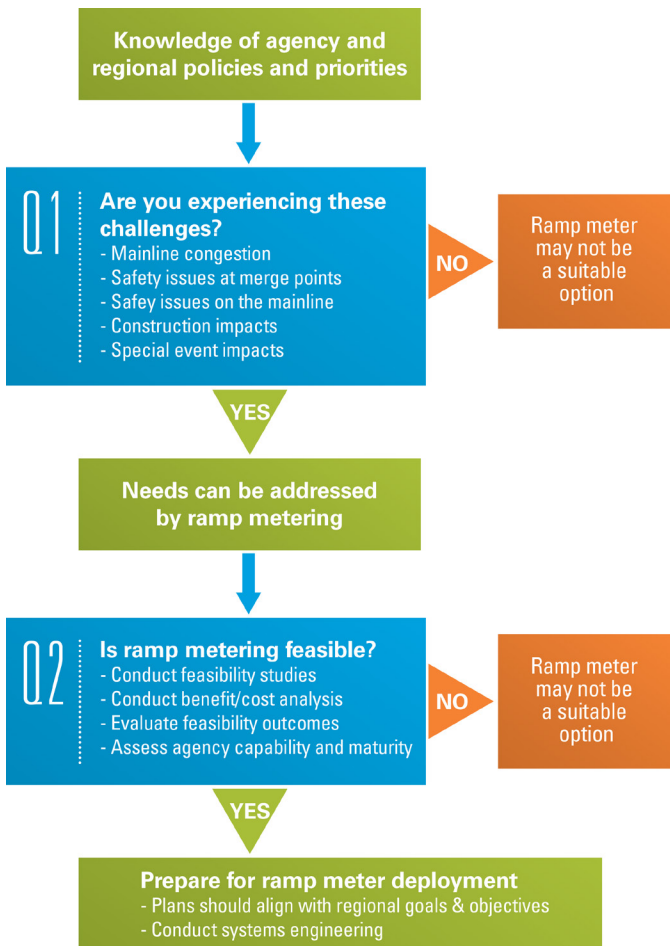 Knowledge of agency and
regional policies and priorities
Q1
Are you experiencing these
challenges?
- Mainline congestion
- Safety issues at merge points
- Safey issues on the mainline
- Construction impacts
- Special event impacts
NO
Ramp meter
may not be
a suitable
option
YES
Needs can be addressed
by ramp metering
Q2
Is ramp metering feasible?
- Conduct feasibility studies
- Conduct benefit/cost analysis
- Evaluate feasibility outcomes
- Assess agency capability and maturity
NO
Ramp meter
may not be
a suitable
option
YES
Prepare for ramp meter deployment
- Plans should align with regional goals & objectives
- Conduct systems engineering